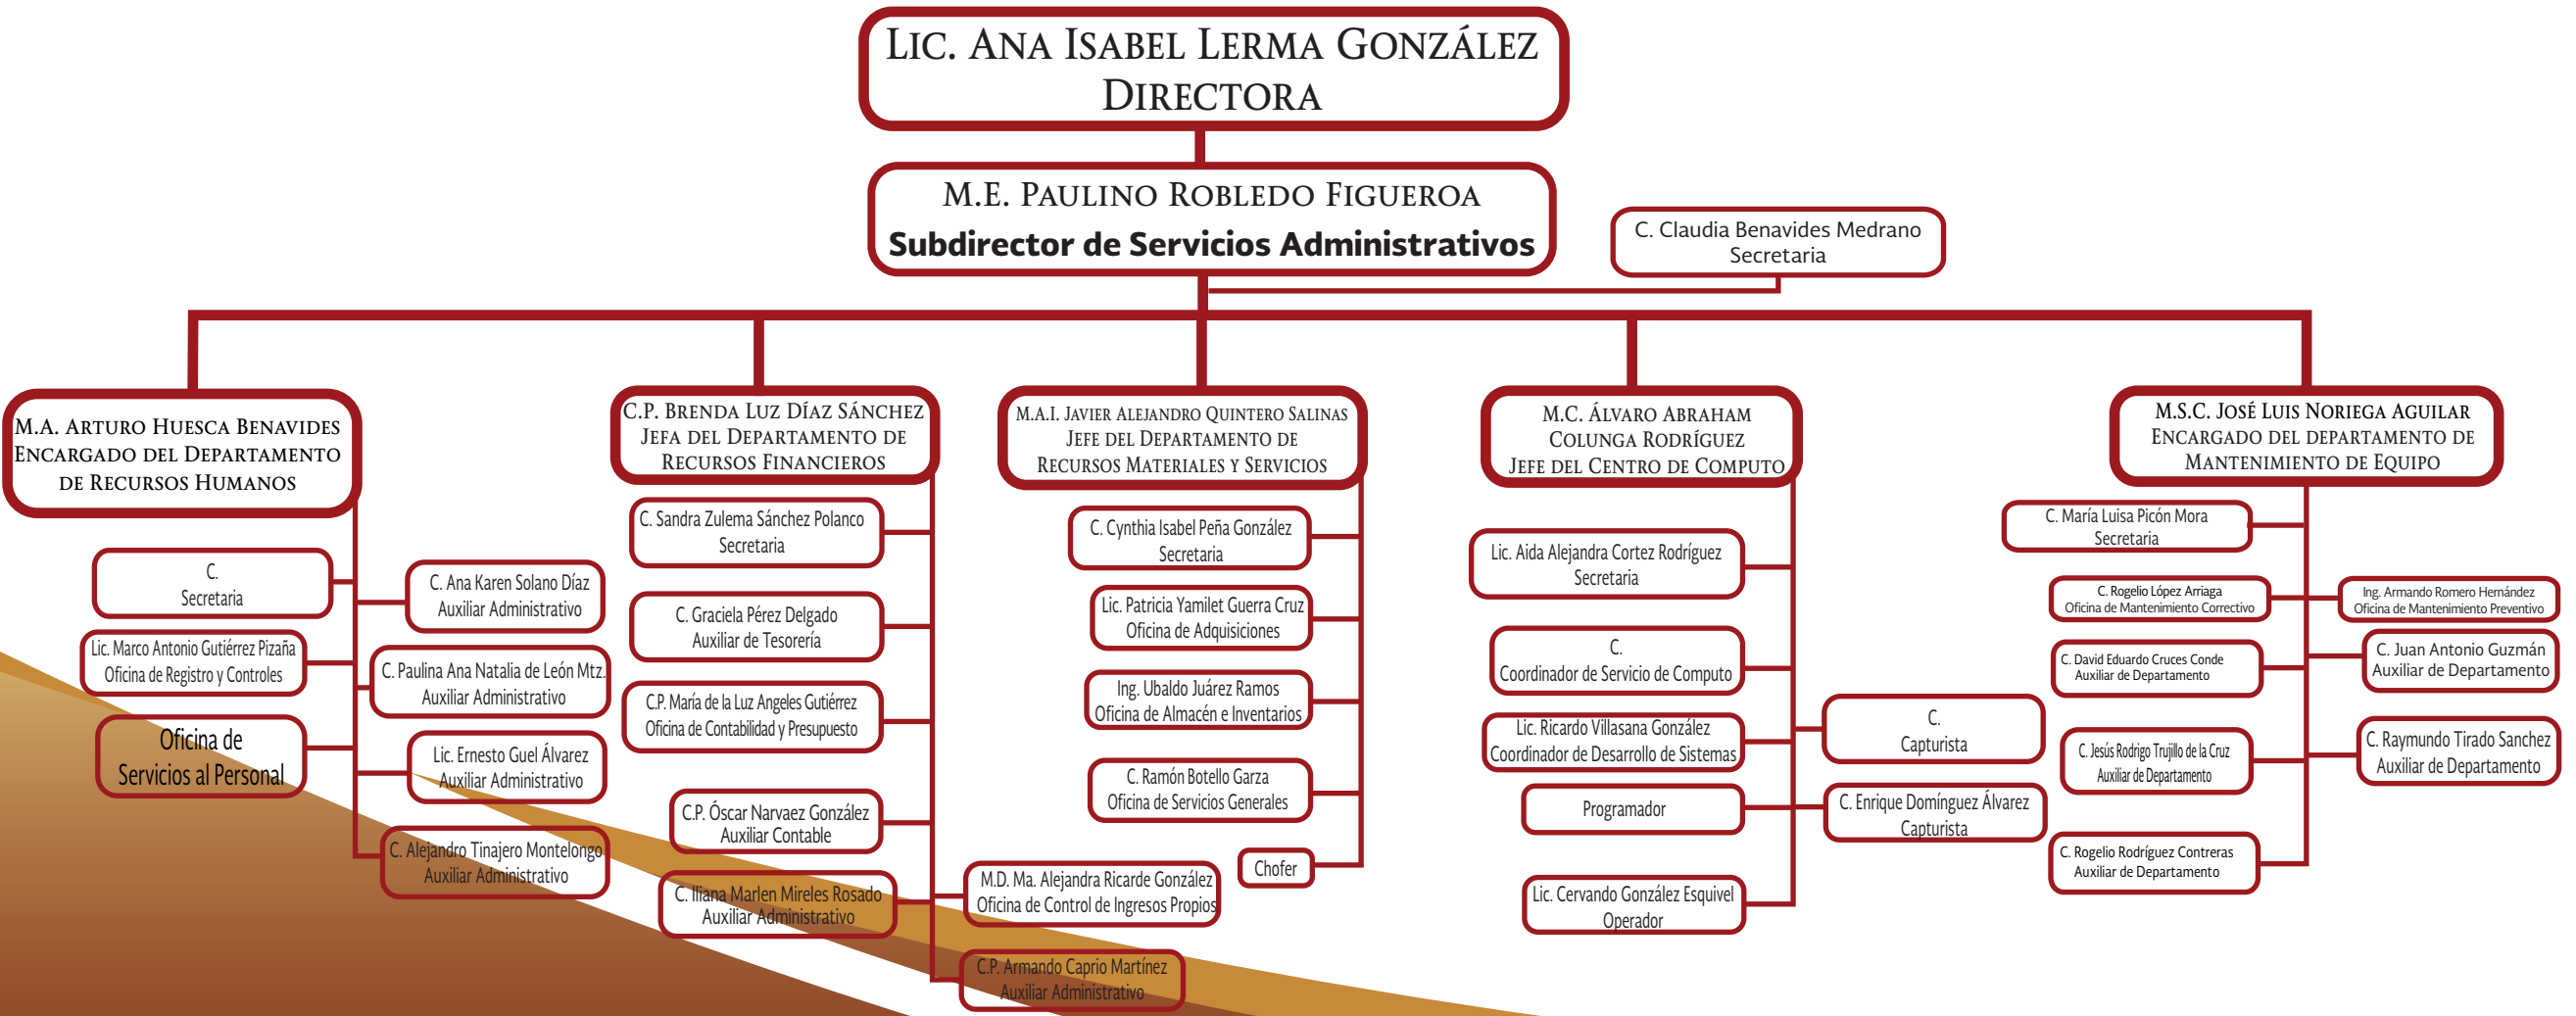 LIC. ANA ISABEL LERMA GONZÁLEZ
DIRECTORA
M.E. PAULINO ROBLEDO FIGUEROA
Subdirector de Servicios Administrativos
C. Claudia Benavides Medrano
Secretaria
M.A. ARTURO HUESCA BENAVIDES
ENCARGADO DEL DEPARTAMENTO
DE RECURSOS HUMANOS
C.
Secretaria
C. Ana Karen Solano Díaz
Auxiliar Administrativo
Lic. Marco Antonio Gutiérrez Pizaña
Oficina de Registro y Controles
C. Paulina Ana Natalia de León Mtz.
Auxiliar Administrativo
Oficina de
Servicios al Personal
Lic. Ernesto Guel Álvarez
Auxiliar Administrativo
C. Alejandro Tinajero Montelongo
Auxiliar Administrativo
C.P. BRENDA LUZ DÍAZ SÁNCHEZ
JEFA DEL DEPARTAMENTO DE
RECURSOS FINANCIEROS
C. Sandra Zulema Sánchez Polanco
Secretaria
C. Graciela Pérez Delgado
Auxiliar de Tesorería
C.P. María de la Luz Angeles Gutiérrez
Oficina de Contabilidad y Presupuesto
C.P. Óscar Narvaez González
Auxiliar Contable
C. Iliana Marlen Mireles Rosado
Auxiliar Administrativo
M.D. Ma. Alejandra Ricarde González
Oficina de Control de Ingresos Propios
C.P. Armando Caprio Martínez
Auxiliar Administrativo
M.A.I. JAVIER ALEJANDRO QUINTERO SALINAS
JEFE DEL DEPARTAMENTO DE
RECURSOS MATERIALES Y SERVICIOS
C. Cynthia Isabel Peña González
Secretaria
Lic. Patricia Yamilet Guerra Cruz
Oficina de Adquisiciones
Ing. Ubaldo Juárez Ramos
Oficina de Almacén e Inventarios
C. Ramón Botello Garza
Oficina de Servicios Generales
Chofer
M.C. ÁLVARO ABRAHAM
COLUNGA RODRÍGUEZ
JEFE DEL CENTRO DE COMPUTO
Lic. Aida Alejandra Cortez Rodríguez
Secretaria
C.
Coordinador de Servicio de Computo
Lic. Ricardo Villasana González
Coordinador de Desarrollo de Sistemas
C.
Capturista
Programador
C. Enrique Domínguez Álvarez
Capturista
Lic. Cervando González Esquivel
Operador
M.S.C. JOSÉ LUIS NORIEGA AGUILAR
ENCARGADO DEL DEPARTAMENTO DE
MANTENIMIENTO DE EQUIPO
C. María Luisa Picón Mora
Secretaria
C. Rogelio López Arriaga
Oficina de Mantenimiento Correctivo
Ing. Armando Romero Hernández
Oficina de Mantenimiento Preventivo
C. David Eduardo Cruces Conde
Auxiliar de Departamento
C. Juan Antonio Guzmán
Auxiliar de Departamento
C. Jesús Rodrigo Trujillo de la Cruz
Auxiliar de Departamento
C. Raymundo Tirado Sanchez
Auxiliar de Departamento
C. Rogelio Rodríguez Contreras
Auxiliar de Departamento